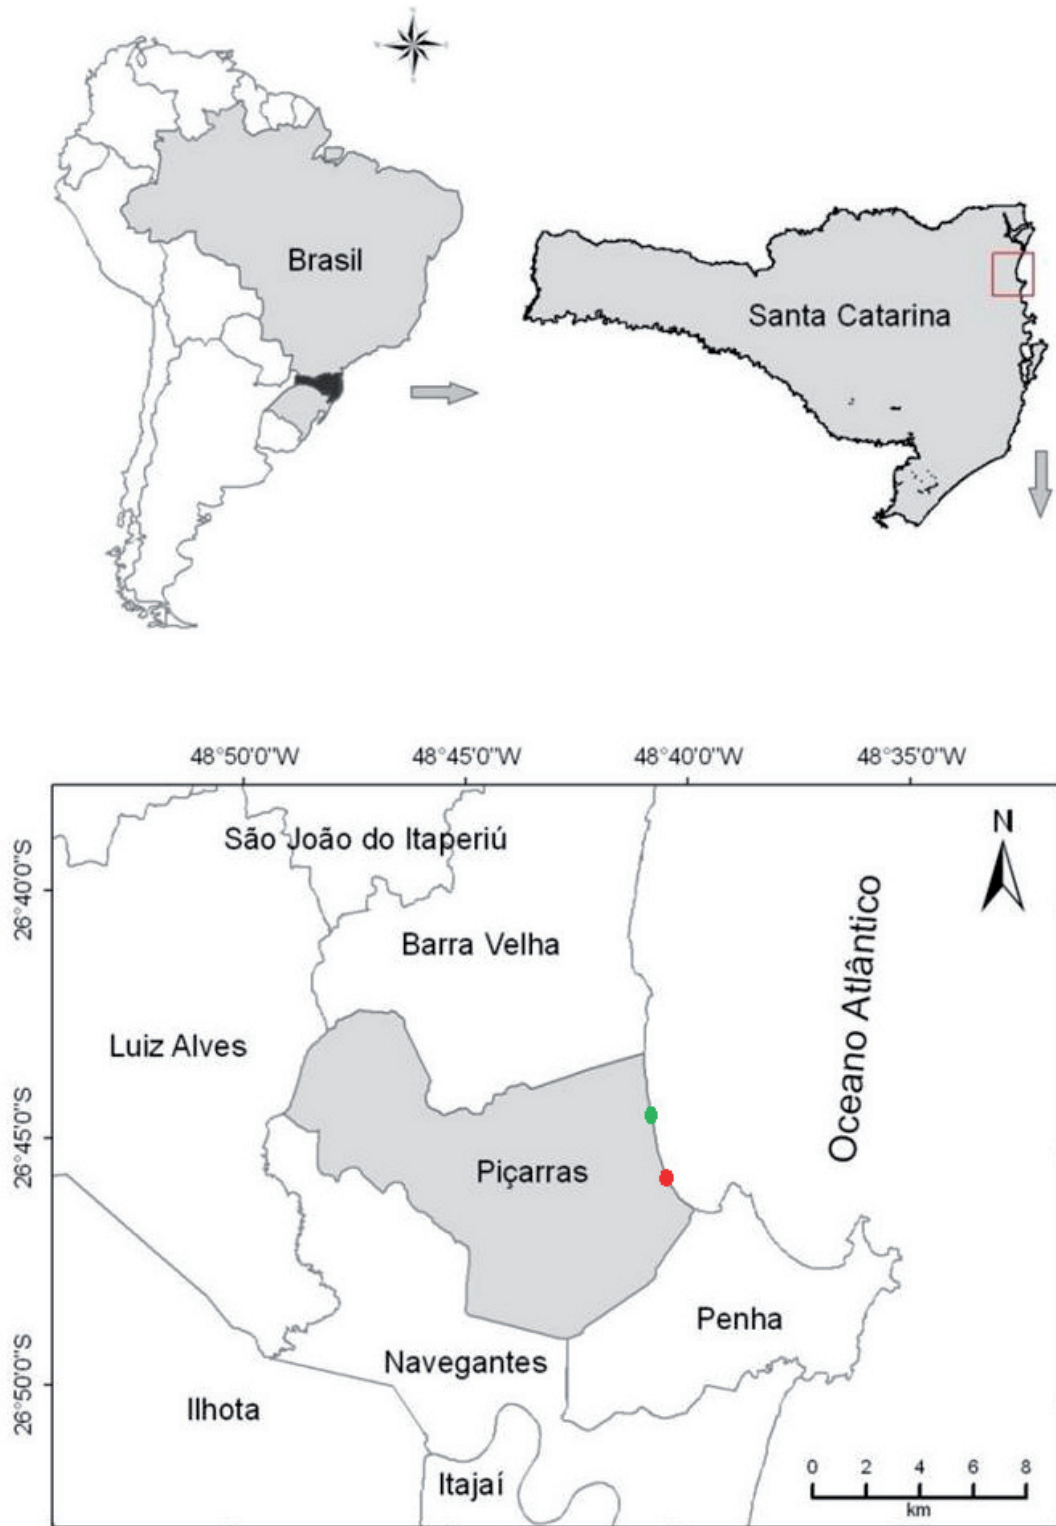 Brasil
Santa Catarina
48°50'0"W
48°45'0"W
48°40'0"W
48°35'0"W
São João do Itaperiú
N
26°40'0"S
Barra Velha
Oceano Atlântico
Luiz Alves
26°45'0"S
Piçarras
Penha
Navegantes
26°50'0"S
Ilhota
Itajaí
0 2 4 6 8
km